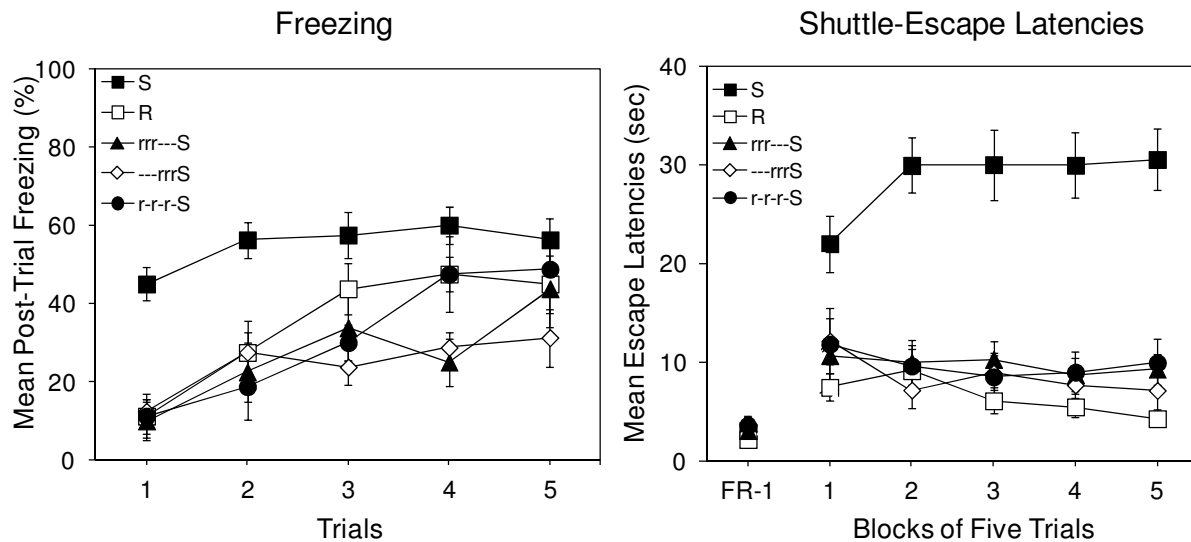 Freezing
Mean Post-Trial Freezing (%)
100
80
60
40
20
0
S
R
rrr---S
---rrrS
r-r-r-S
1 2 3 4 5
Trials
Shuttle-Escape Latencies
Mean Escape Latencies (sec)
40
30
20
10
0
S
R
rrr---S
---rrrS
r-r-r-S
FR-1 1 2 3 4 5
Blocks of Five Trials